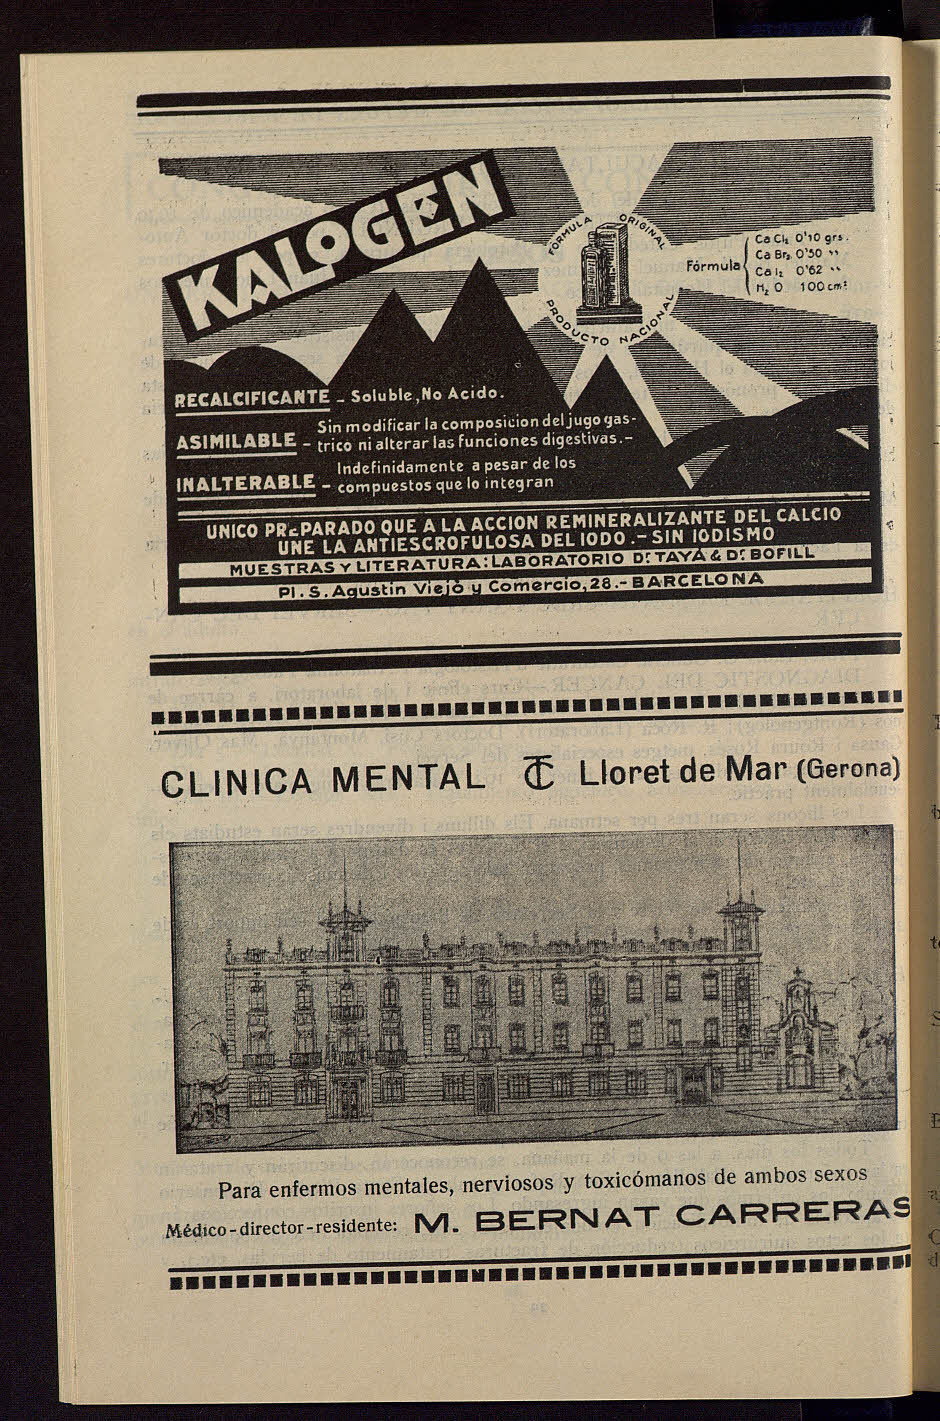 KALOGEN
FORMULA ORIGINAL
PRODUCTO NACIONAL
Fórmula
Ca Cl₂ 0'10 grs.
Ca Br₂ 0'50 ''
Ca I₂ 0'62 ''
H₂ O 100 cm³
RECALCIFICANTE - Soluble, No Acido.
ASIMILABLE - Sin modificar la composicion del jugo gas-
trico ni alterar las funciones digestivas.-
INALTERABLE - Indefinidamente a pesar de los
compuestos que lo integran
UNICO PREPARADO QUE A LA ACCION REMINERALIZANTE DEL CALCIO
UNE LA ANTIESCROFULOSA DEL IODO.- SIN IODISMO
MUESTRAS Y LITERATURA: LABORATORIO Dr. TAYÁ & Dr. BOFILL
Pl. S. Agustin Viejo y Comercio, 28.- BARCELONA
CLINICA MENTAL TC Lloret de Mar (Gerona)
Para enfermos mentales, nerviosos y toxicómanos de ambos sexos
Médico-director-residente: M. BERNAT CARRERAS